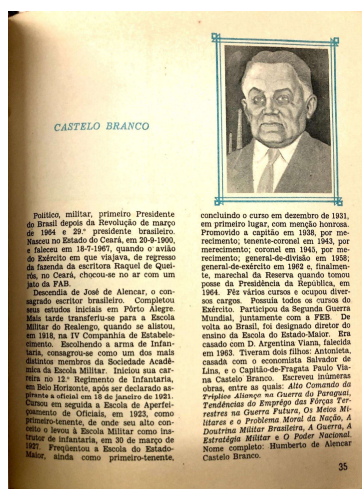 CASTELO BRANCO
Político, militar, primeiro Presidente
do Brasil depois da Revolução de março
de 1964 e 29.º presidente brasileiro.
Nasceu no Estado do Ceará, em 20-9-1900,
e faleceu em 18-7-1967, quando o avião
do Exército em que viajava, de regresso
da fazenda da escritora Raquel de Quei-
rós, no Ceará, chocou-se no ar com um
jato da FAB.
Descendia de José de Alencar, o con-
sagrado escritor brasileiro. Completou
seus estudos iniciais em Pôrto Alegre.
Mais tarde transferiu-se para a Escola
Militar do Realengo, quando se alistou,
em 1918, na IV Companhia de Estabele-
cimento. Escolhendo a arma de Infan-
taria, consagrou-se como um dos mais
distintos membros da Sociedade Acadê-
mica da Escola Militar. Iniciou sua car-
reira no 12.º Regimento de Infantaria,
em Belo Horizonte, após ser declarado as-
pirante a oficial em 18 de janeiro de 1921.
Cursou em seguida a Escola de Aperfei-
çoamento de Oficiais, em 1923, como
primeiro-tenente, do onde seu alto con-
ceito o levou à Escola Militar como ins-
trutor de infantaria, em 30 de março de
1927. Freqüentou a Escola do Estado-
Maior, ainda como primeiro-tenente,
concluindo o curso em dezembro de 1931,
em primeiro lugar, com menção honrosa.
Promovido a capitão em 1938, por me-
recimento; tenente-coronel em 1943, por
merecimento; coronel em 1945, por me-
recimento; general-de-divisão em 1958;
general-de-exército em 1962 e, finalmen-
te, marechal da Reserva quando tomou
posse da Presidência da República, em
1964. Fêz vários cursos e ocupou diver-
sos cargos. Possuía todos os cursos do
Exército. Participou da Segunda Guerra
Mundial, juntamente com a FEB. De
volta ao Brasil, foi designado diretor do
ensino da Escola do Estado-Maior. Era
casado com D. Argentina Viana, falecida
em 1963. Tiveram dois filhos: Antonieta,
casada com o economista Salvador de
Lins, e o Capitão-de-Fragata Paulo Via-
na Castelo Branco. Escreveu inúmeras
obras, entre as quais: Alto Comando da
Tríplice Aliança na Guerra do Paraguai,
Tendências do Emprêgo das Fôrças Ter-
restres na Guerra Futura, Os Meios Mi-
litares e o Problema Moral da Nação, A
Doutrina Militar Brasileira, A Guerra, A
Estratégia Militar e O Poder Nacional.
Nome completo: Humberto de Alencar
Castelo Branco.
35